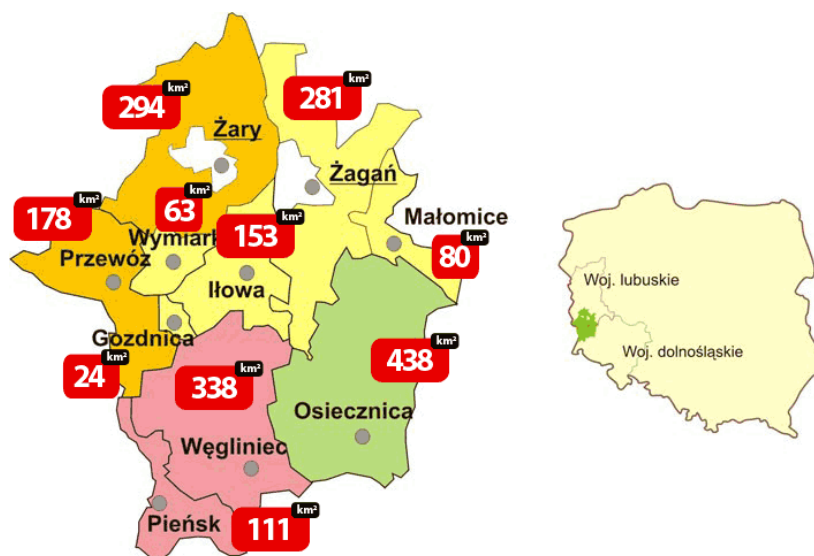 km²
294
km²
281
Żary
Żagań
km²
63
km²
178
km²
153
Małomice
km²
80
Wymiark
Przewóz
Iłowa
Gozdnica
km²
24
km²
338
km²
438
Osiecznica
Węgliniec
Pieńsk
km²
111
Woj. lubuskie
Woj. dolnośląskie